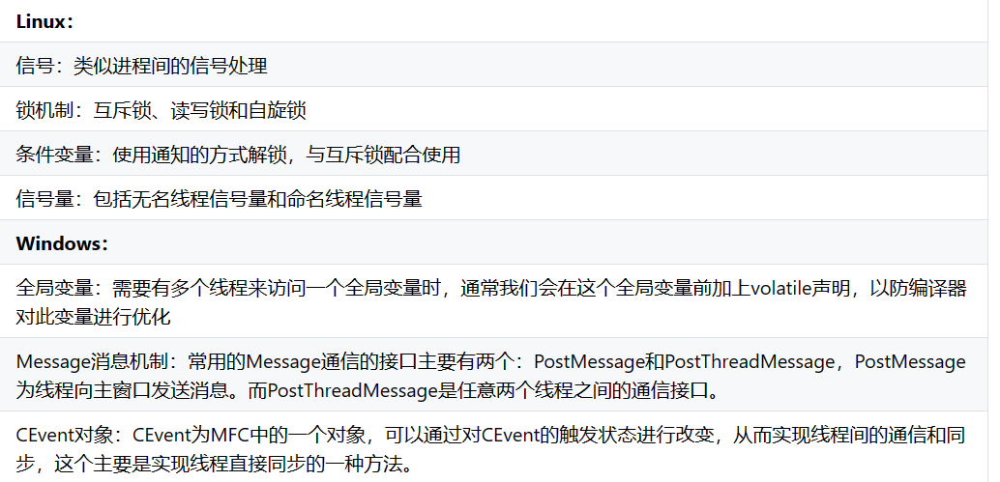 Linux：
信号：类似进程间的信号处理
锁机制：互斥锁、读写锁和自旋锁
条件变量：使用通知的方式解锁，与互斥锁配合使用
信号量：包括无名线程信号量和命名线程信号量
Windows：
全局变量：需要有多个线程来访问一个全局变量时，通常我们会在这个全局变量前加上volatile声明，以防编译器
对此变量进行优化
Message消息机制：常用的Message通信的接口主要有两个：PostMessage和PostThreadMessage，PostMessage
为线程向主窗口发送消息。而PostThreadMessage是任意两个线程之间的通信接口。
CEvent对象：CEvent为MFC中的一个对象，可以通过对CEvent的触发状态进行改变，从而实现线程间的通信和同
步，这个主要是实现线程直接同步的一种方法。